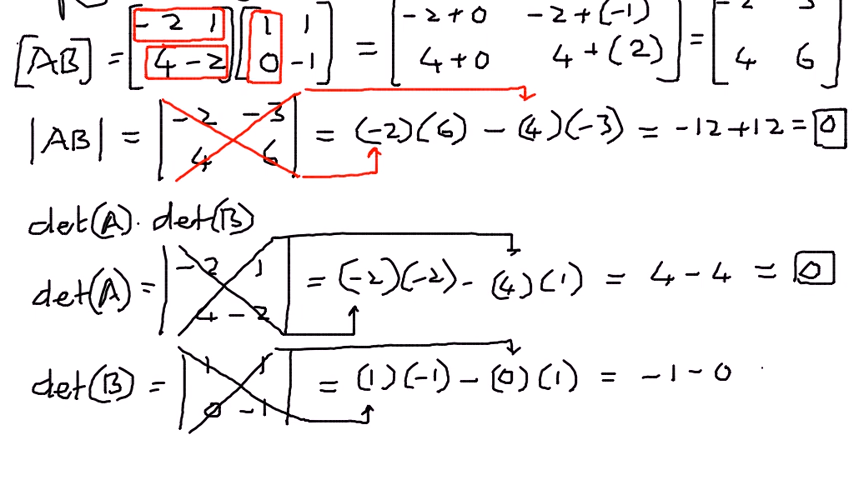 [AB] = [-2 1 4 -2] [1 1 0 -1] = [-2+0 -2+(-1) 4+0 4+(2)] = [-2 -3 4 6]
|AB| = |-2 -3 4 6| = (-2)(6) - (4)(-3) = -12+12 = 0
det(A). det(B)
det(A) = |-2 1 4 -2| = (-2)(-2) - (4)(1) = 4 - 4 = 0
det(B) = |1 1 0 -1| = (1)(-1) - (0)(1) = -1 - 0